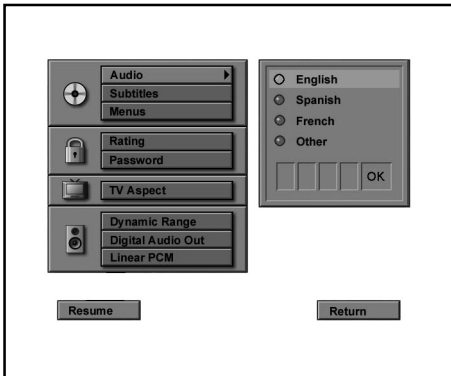 Audio
Subtitles
Menus
Rating
Password
TV Aspect
Dynamic Range
Digital Audio Out
Linear PCM
English
Spanish
French
Other
OK
Resume
Return